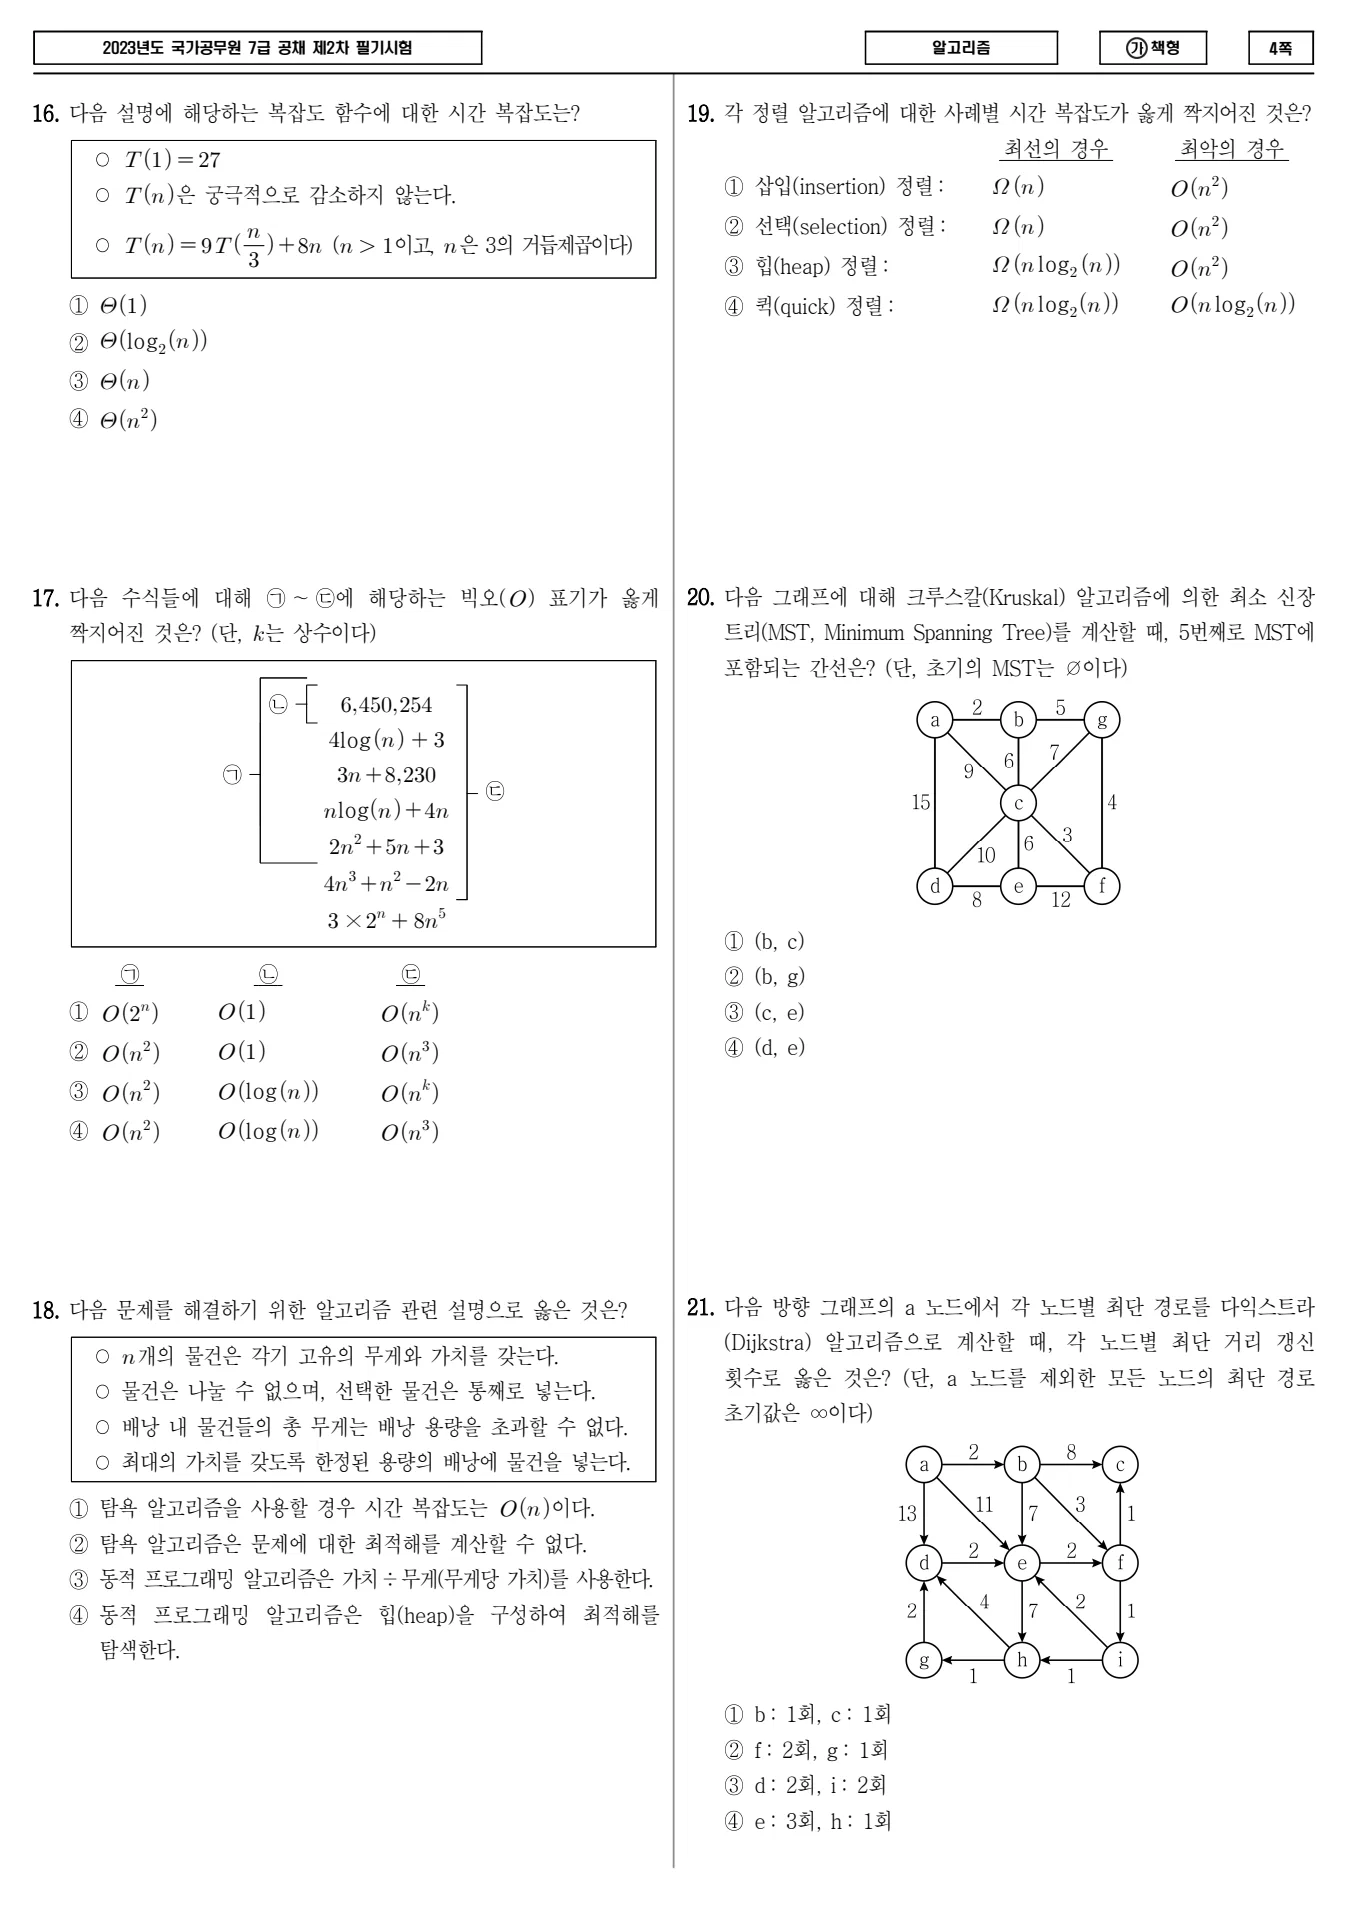 2023년도 국가공무원 7급 공채 제2차 필기시험
알고리즘
㉮ 책형
4쪽
16. 다음 설명에 해당하는 복잡도 함수에 대한 시간 복잡도는?
○ T(1)=27
○ T(n)은 궁극적으로 감소하지 않는다.
○ T(n)=9T(n/3)+8n (n>1이고, n은 3의 거듭제곱이다)
① Θ(1)
② Θ(log₂(n))
③ Θ(n)
④ Θ(n²)
17. 다음 수식들에 대해 ㉠ ~ ㉢에 해당하는 빅오(O) 표기가 옳게
짝지어진 것은? (단, k는 상수이다)
㉡ 6,450,254
4log(n)+3
㉠ 3n+8,230 ㉢
nlog(n)+4n
2n²+5n+3
4n³+n²−2n
3×2ⁿ+8n⁵
㉠ ㉡ ㉢
① O(2ⁿ) O(1) O(nᵏ)
② O(n²) O(1) O(n³)
③ O(n²) O(log(n)) O(nᵏ)
④ O(n²) O(log(n)) O(n³)
18. 다음 문제를 해결하기 위한 알고리즘 관련 설명으로 옳은 것은?
○ n개의 물건은 각기 고유의 무게와 가치를 갖는다.
○ 물건은 나눌 수 없으며, 선택한 물건은 통째로 넣는다.
○ 배낭 내 물건들의 총 무게는 배낭 용량을 초과할 수 없다.
○ 최대의 가치를 갖도록 한정된 용량의 배낭에 물건을 넣는다.
① 탐욕 알고리즘을 사용할 경우 시간 복잡도는 O(n)이다.
② 탐욕 알고리즘은 문제에 대한 최적해를 계산할 수 없다.
③ 동적 프로그래밍 알고리즘은 가치÷무게(무게당 가치)를 사용한다.
④ 동적 프로그래밍 알고리즘은 힙(heap)을 구성하여 최적해를
탐색한다.
19. 각 정렬 알고리즘에 대한 사례별 시간 복잡도가 옳게 짝지어진 것은?
최선의 경우 최악의 경우
① 삽입(insertion) 정렬: Ω(n) O(n²)
② 선택(selection) 정렬: Ω(n) O(n²)
③ 힙(heap) 정렬: Ω(nlog₂(n)) O(n²)
④ 퀵(quick) 정렬: Ω(nlog₂(n)) O(nlog₂(n))
20. 다음 그래프에 대해 크루스칼(Kruskal) 알고리즘에 의한 최소 신장
트리(MST, Minimum Spanning Tree)를 계산할 때, 5번째로 MST에
포함되는 간선은? (단, 초기의 MST는 ∅이다)
a 2 b 5 g
9 6 7
15 c 4
10 6 3
d 8 e 12 f
① (b, c)
② (b, g)
③ (c, e)
④ (d, e)
21. 다음 방향 그래프의 a 노드에서 각 노드별 최단 경로를 다익스트라
(Dijkstra) 알고리즘으로 계산할 때, 각 노드별 최단 거리 갱신
횟수로 옳은 것은? (단, a 노드를 제외한 모든 노드의 최단 경로
초기값은 ∞이다)
a 2 b 8 c
13 11 7 3 1
d 2 e 2 f
2 4 7 2 1
g 1 h 1 i
① b: 1회, c: 1회
② f: 2회, g: 1회
③ d: 2회, i: 2회
④ e: 3회, h: 1회